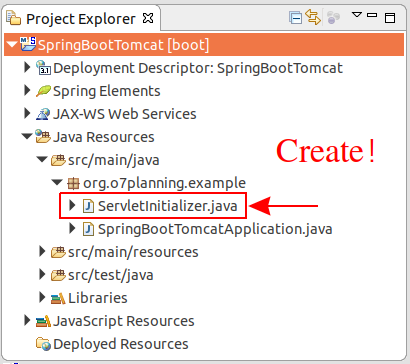 Project Explorer
SpringBootTomcat [boot]
Deployment Descriptor: SpringBootTomcat
Spring Elements
JAX-WS Web Services
Java Resources
src/main/java
Create!
org.o7planning.example
ServletInitializer.java
SpringBootTomcatApplication.java
src/main/resources
src/test/java
Libraries
JavaScript Resources
Deployed Resources